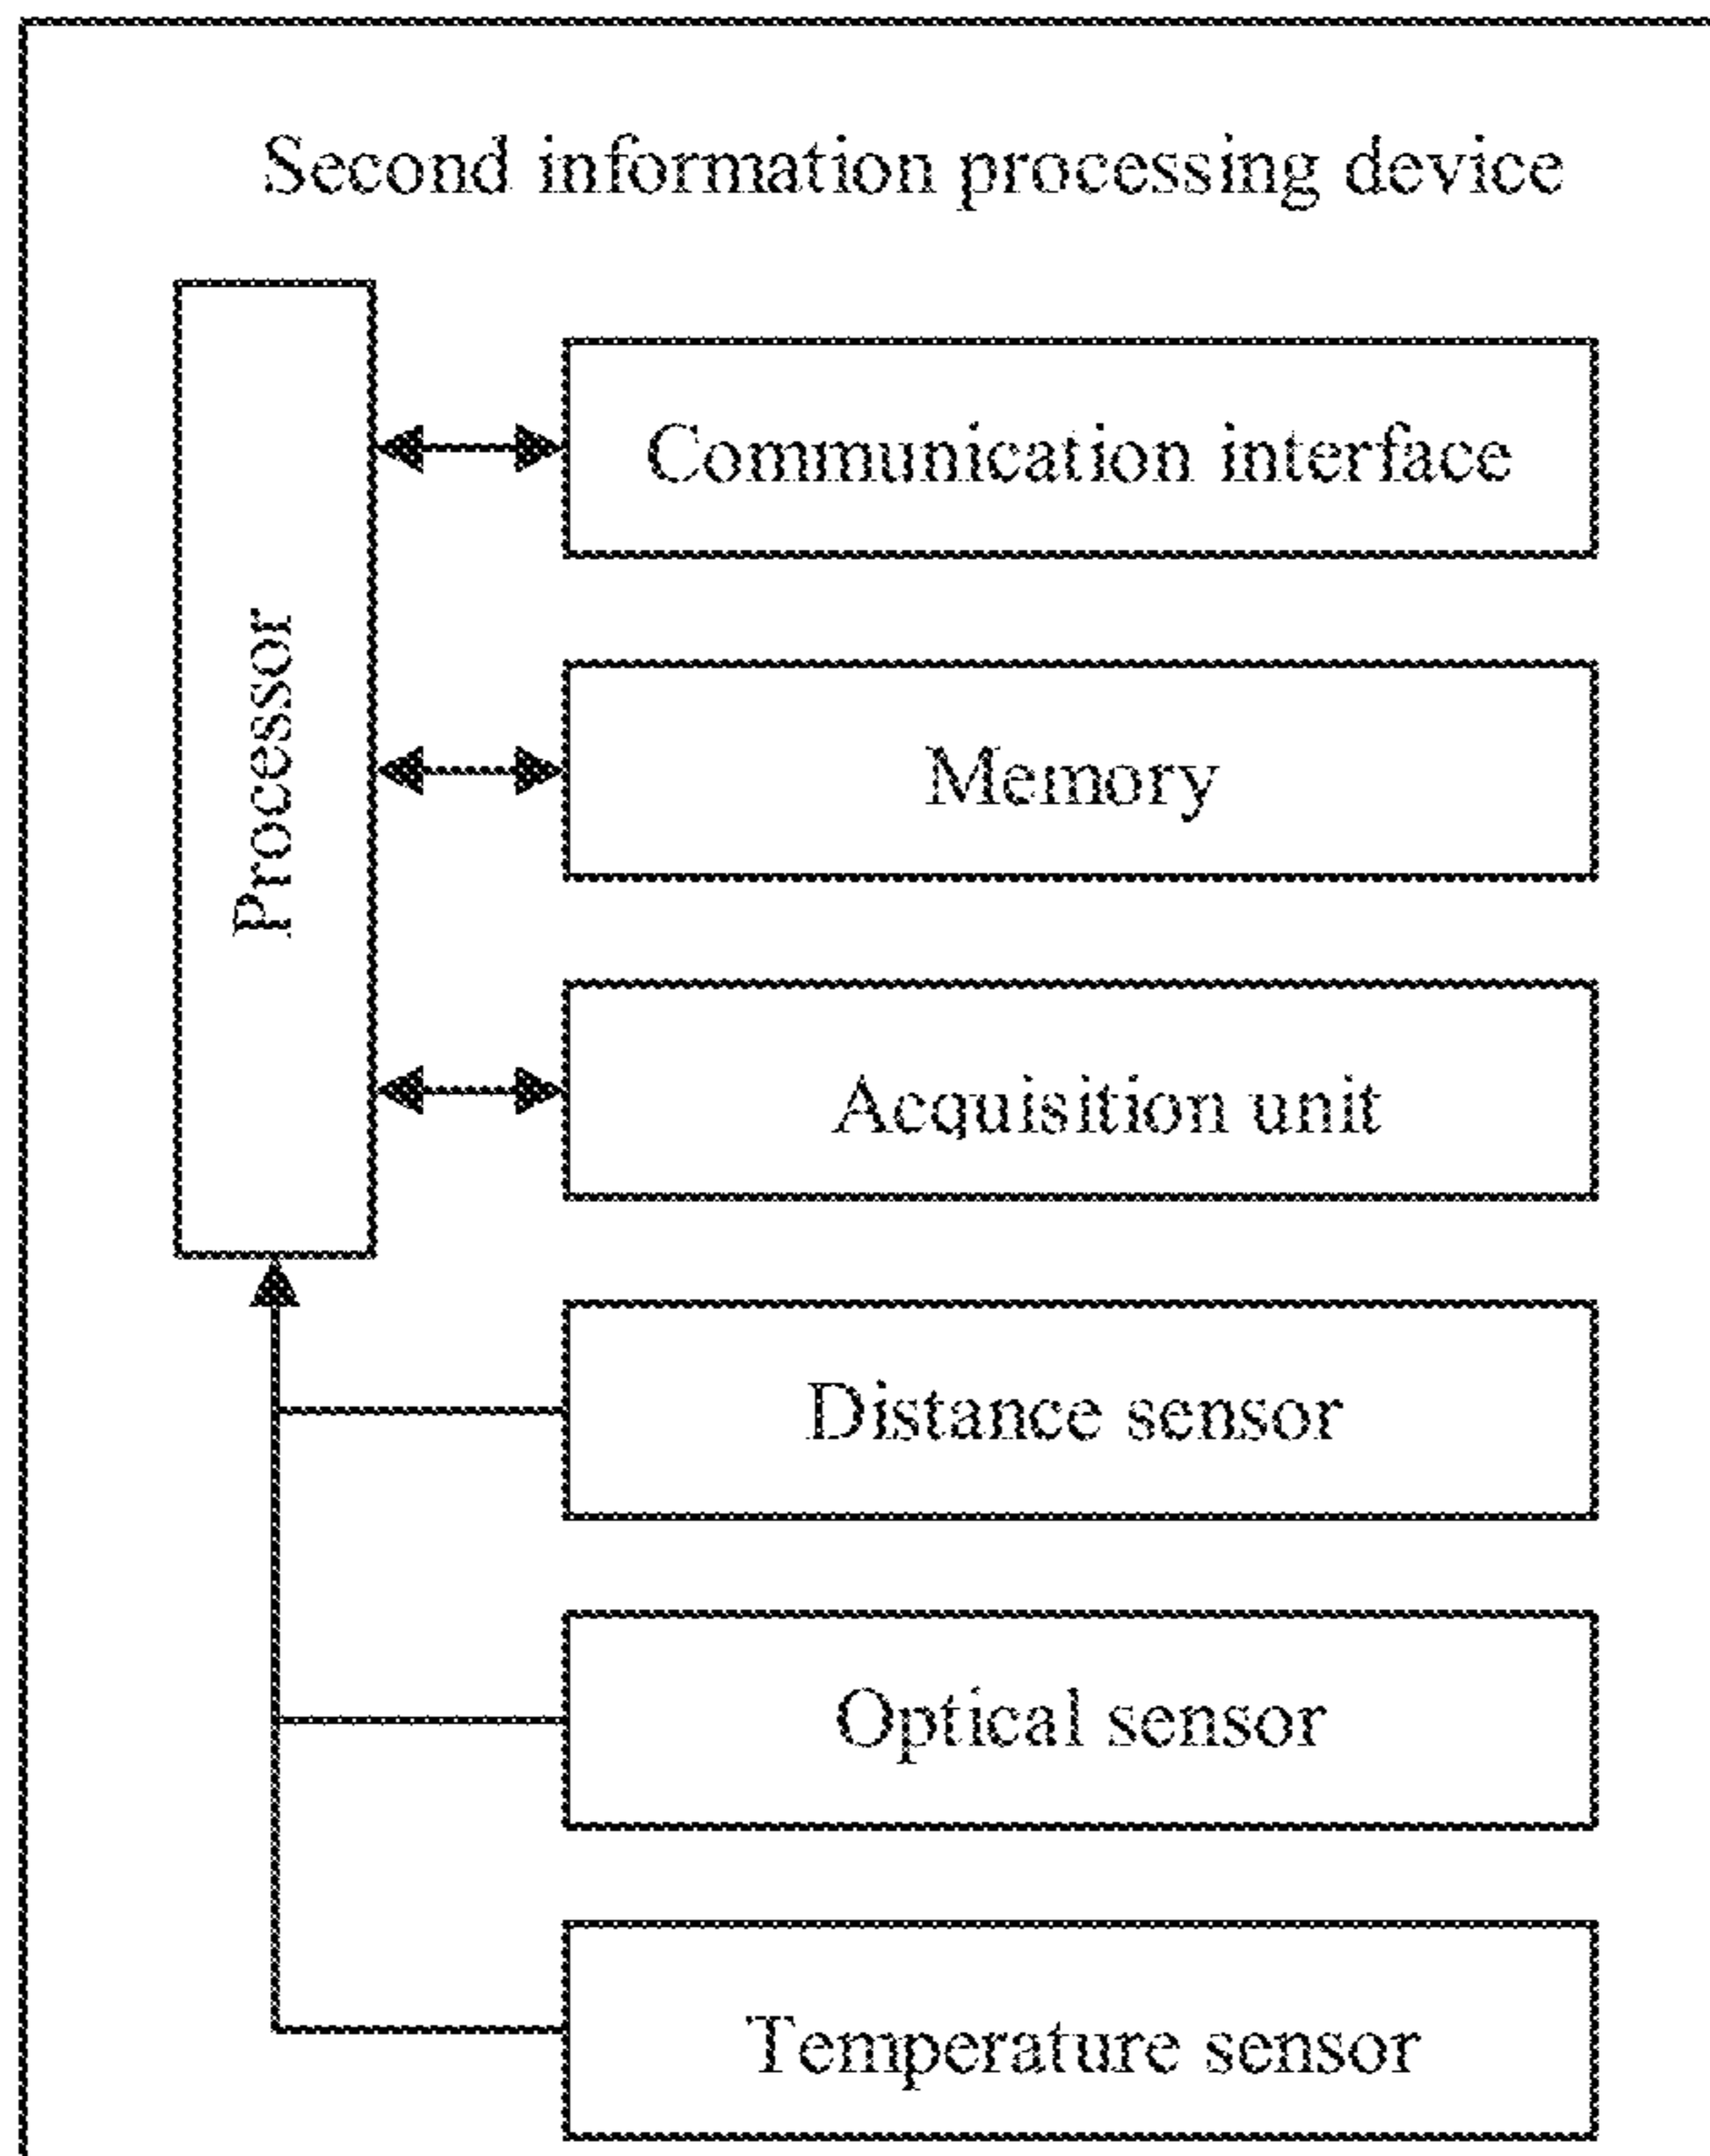 Second information processing device
Processor
Communication interface
Memory
Acquisition unit
Distance sensor
Optical sensor
Temperature sensor